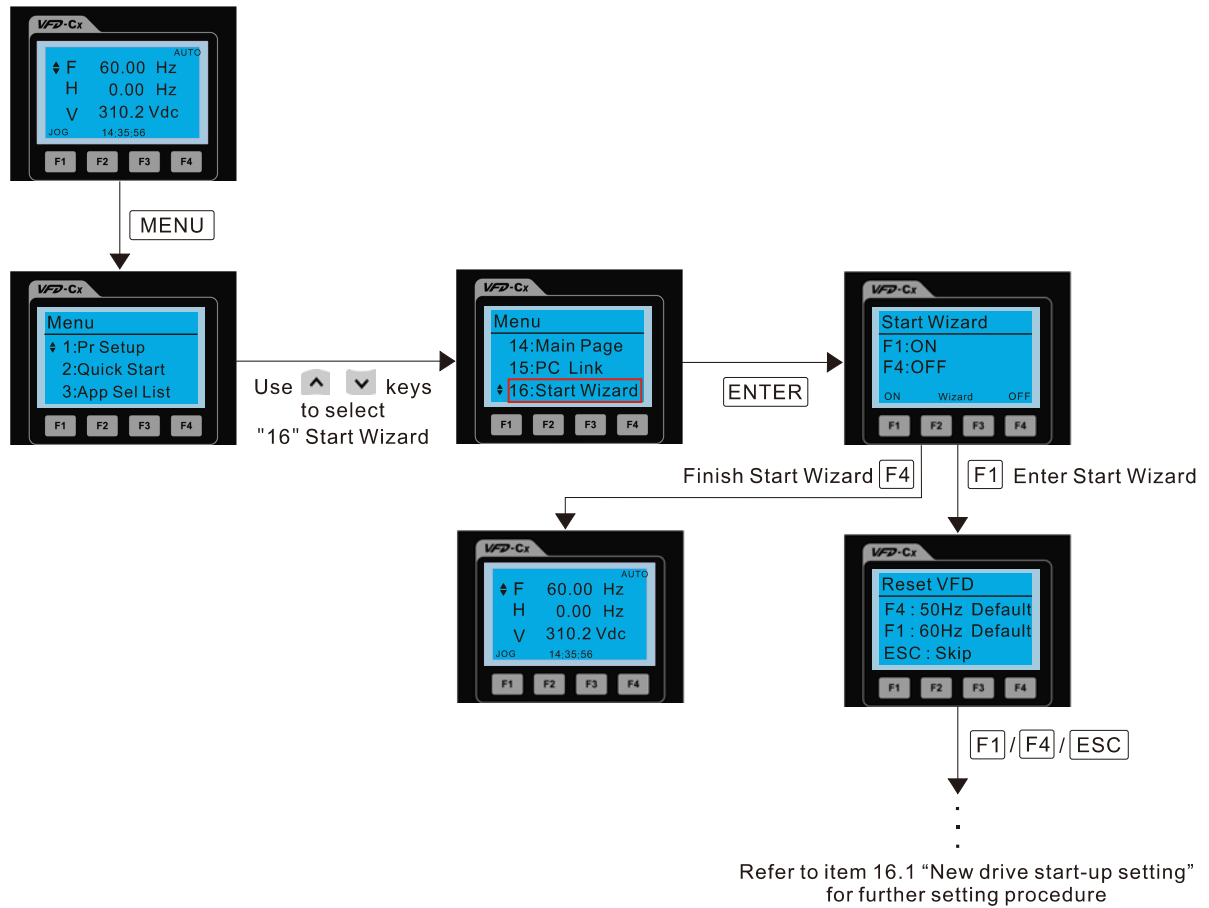 VFD-Cx
AUTO
F 60.00 Hz
H 0.00 Hz
V 310.2 Vdc
JOG 14:35:56
F1 F2 F3 F4
MENU
VFD-Cx
Menu
1:Pr Setup
2:Quick Start
3:App Sel List
F1 F2 F3 F4
Use keys
to select
"16" Start Wizard
VFD-Cx
Menu
14:Main Page
15:PC Link
16:Start Wizard
F1 F2 F3 F4
ENTER
VFD-Cx
Start Wizard
F1:ON
F4:OFF
ON Wizard OFF
F1 F2 F3 F4
Finish Start Wizard F4
F1 Enter Start Wizard
VFD-Cx
AUTO
F 60.00 Hz
H 0.00 Hz
V 310.2 Vdc
JOG 14:35:56
F1 F2 F3 F4
VFD-Cx
Reset VFD
F4 : 50Hz Default
F1 : 60Hz Default
ESC : Skip
F1 F2 F3 F4
F1 / F4 / ESC
Refer to item 16.1 “New drive start-up setting”
for further setting procedure